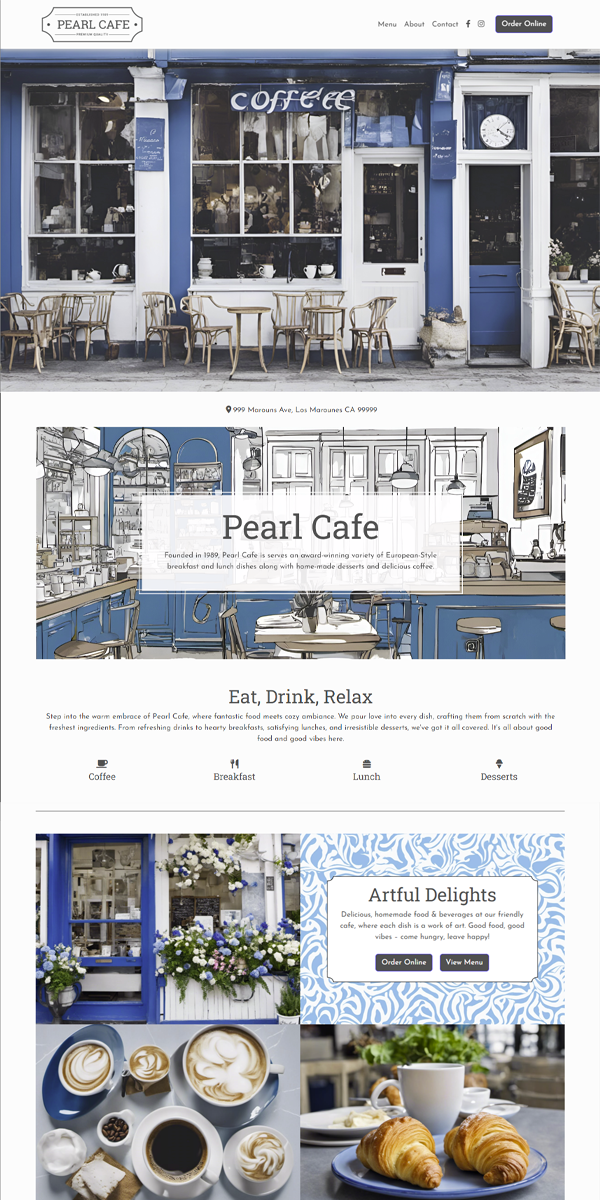 ESTABLISHED 1989
PEARL CAFE
PREMIUM QUALITY
Menu About Contact Order Online
coffeee
999 Marouns Ave, Los Marounes CA 99999
Pearl Cafe
Founded in 1989, Pearl Cafe is serves an award-winning variety of European-Style
breakfast and lunch dishes along with home-made desserts and delicious coffee.
Eat, Drink, Relax
Step into the warm embrace of Pearl Cafe, where fantastic food meets cozy ambiance. We pour love into every dish, crafting them from scratch with the
freshest ingredients. From refreshing drinks to hearty breakfasts, satisfying lunches, and irresistible desserts, we've got it all covered. It's all about good
food and good vibes here.
Coffee Breakfast Lunch Desserts
Artful Delights
Delicious, homemade food & beverages at our friendly
cafe, where each dish is a work of art. Good food, good
vibes – come hungry, leave happy!
Order Online View Menu